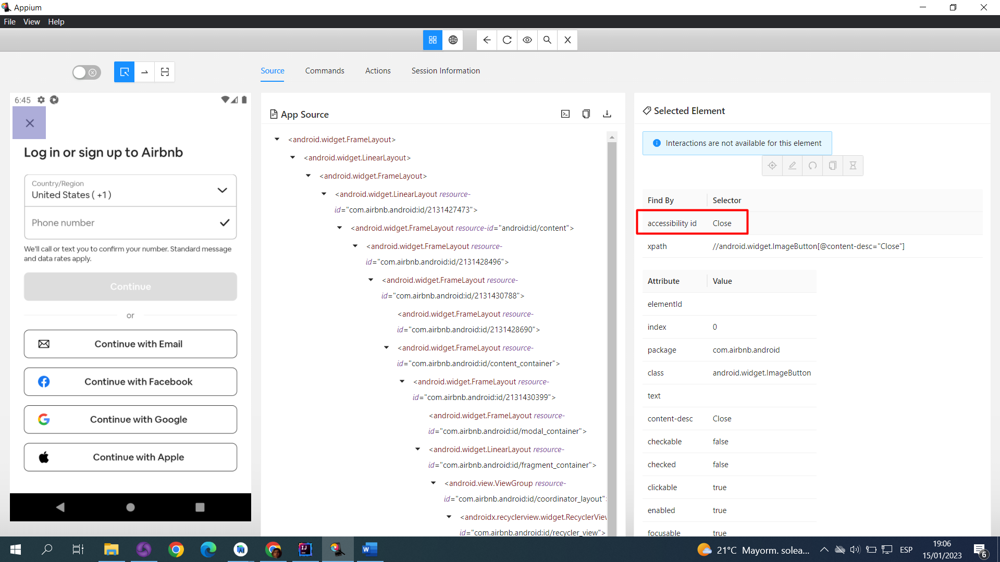 Appium
File View Help
Source Commands Actions Session Information
6:45
Log in or sign up to Airbnb
Country/Region
United States ( +1 )
Phone number
We'll call or text you to confirm your number. Standard message
and data rates apply.
Continue
or
Continue with Email
Continue with Facebook
Continue with Google
Continue with Apple
App Source
<android.widget.FrameLayout>
<android.widget.LinearLayout>
<android.widget.FrameLayout>
<android.widget.LinearLayout resource-
id="com.airbnb.android:id/2131427473">
<android.widget.FrameLayout resource-id="android:id/content">
<android.widget.FrameLayout resource-
id="com.airbnb.android:id/2131428496">
<android.widget.FrameLayout resource-
id="com.airbnb.android:id/2131430788">
<android.widget.FrameLayout resource-
id="com.airbnb.android:id/2131428690">
<android.widget.FrameLayout resource-
id="com.airbnb.android:id/content_container">
<android.widget.FrameLayout resource-
id="com.airbnb.android:id/2131430399">
<android.widget.FrameLayout resource-
id="com.airbnb.android:id/modal_container">
<android.widget.LinearLayout resource-
id="com.airbnb.android:id/fragment_container">
<android.view.ViewGroup resource-
id="com.airbnb.android:id/coordinator_layout"
<androidx.recyclerview.widget.RecyclerView
id="com.airbnb.android:id/recycler_view">
Selected Element
Interactions are not available for this element
Find By Selector
accessibility id Close
xpath //android.widget.ImageButton[@content-desc="Close"]
Attribute Value
elementId
index 0
package com.airbnb.android
class android.widget.ImageButton
text
content-desc Close
checkable false
checked false
clickable true
enabled true
focusable true
21°C Mayorm. solea...
ESP
19:06
15/01/2023
6